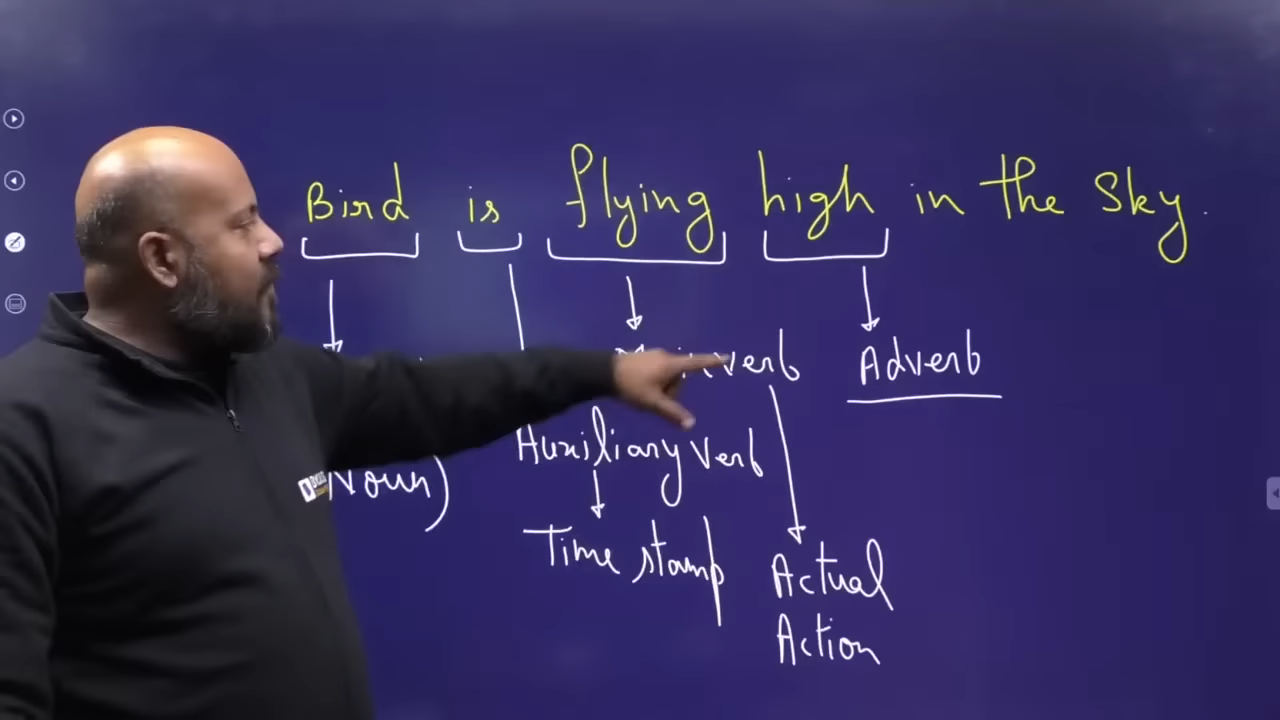 Bird is flying high in the Sky.
verb Adverb
Auxiliary verb
(Noun)
Time stamp
Actual
Action